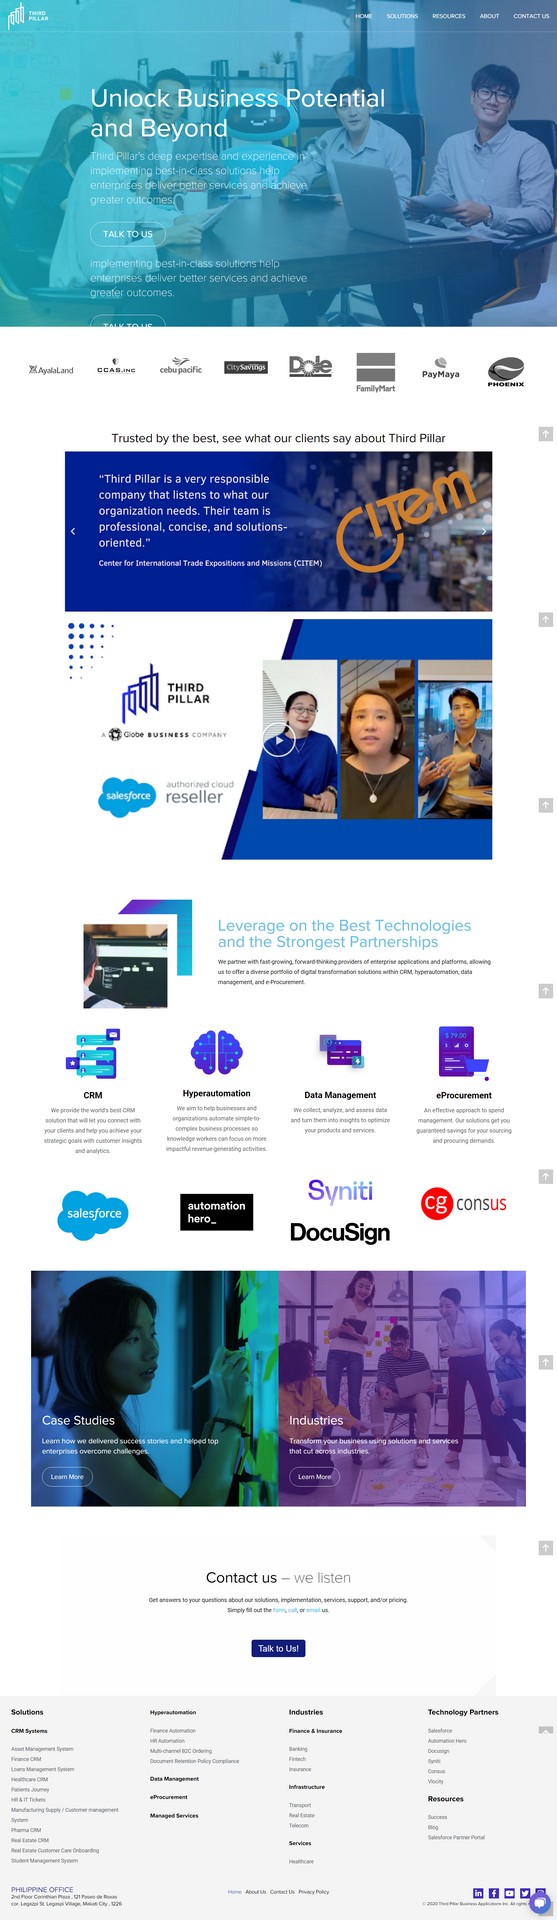 THIRD
PILLAR
HOME SOLUTIONS RESOURCES ABOUT CONTACT US
Unlock Business Potential
and Beyond
Third Pillar's deep expertise and experience in
implementing best-in-class solutions help
enterprises deliver better services and achieve
greater outcomes.
TALK TO US
implementing best-in-class solutions help
enterprises deliver better services and achieve
greater outcomes.
TALK TO US
AyalaLand CCAS,INC cebu pacific CitySavings Dole FamilyMart PayMaya PHOENIX
Trusted by the best, see what our clients say about Third Pillar
“Third Pillar is a very responsible
company that listens to what our
organization needs. Their team is
professional, concise, and solutions-
oriented.”
Center for International Trade Expositions and Missions (CITEM)
CITEM
THIRD
PILLAR
A Globe BUSINESS COMPANY
salesforce
authorized cloud
reseller
Leverage on the Best Technologies
and the Strongest Partnerships
We partner with fast-growing, forward-thinking providers of enterprise applications and platforms, allowing
us to offer a diverse portfolio of digital transformation solutions within CRM, hyperautomation, data
management, and e-Procurement.
CRM
We provide the world's best CRM
solution that will let you connect with
your clients and help you achieve your
strategic goals with customer insights
and analytics.
Hyperautomation
We aim to help businesses and
organizations automate simple-to-
complex business processes so
knowledge workers can focus on more
impactful revenue-generating activities.
Data Management
We collect, analyze, and assess data
and turn them into insights to optimize
your products and services.
$ 79.00
eProcurement
An effective approach to spend
management. Our solutions get you
guaranteed savings for your sourcing
and procuring demands.
salesforce
automation
hero_
Syniti
DocuSign
cg consus
Case Studies
Learn how we delivered success stories and helped top
enterprises overcome challenges.
Learn More
Industries
Transform your business using solutions and services
that cut across industries.
Learn More
Contact us – we listen
Get answers to your questions about our solutions, implementation, services, support, and/or pricing.
Simply fill out the form, call, or email us.
Talk to Us!
Solutions
CRM Systems
Asset Management System
Finance CRM
Loans Management System
Healthcare CRM
Patients Journey
HR & IT Tickets
Manufacturing Supply / Customer management
System
Pharma CRM
Real Estate CRM
Real Estate Customer Care Onboarding
Student Management System
Hyperautomation
Finance Automation
HR Automation
Multi-channel B2C Ordering
Document Retention Policy Compliance
Data Management
eProcurement
Managed Services
Industries
Finance & Insurance
Banking
Fintech
Insurance
Infrastructure
Transport
Real Estate
Telecom
Services
Healthcare
Technology Partners
Salesforce
Automation Hero
Docusign
Syniti
Consus
Vlocity
Resources
Success
Blog
Salesforce Partner Portal
PHILIPPINE OFFICE
2nd Floor Corinthian Plaza , 121 Paseo de Roxas
cor. Legazpi St. Legaspi Village, Makati City , 1226
Home About Us Contact Us Privacy Policy
© 2020 Third Pillar Business Applications Inc. All rights